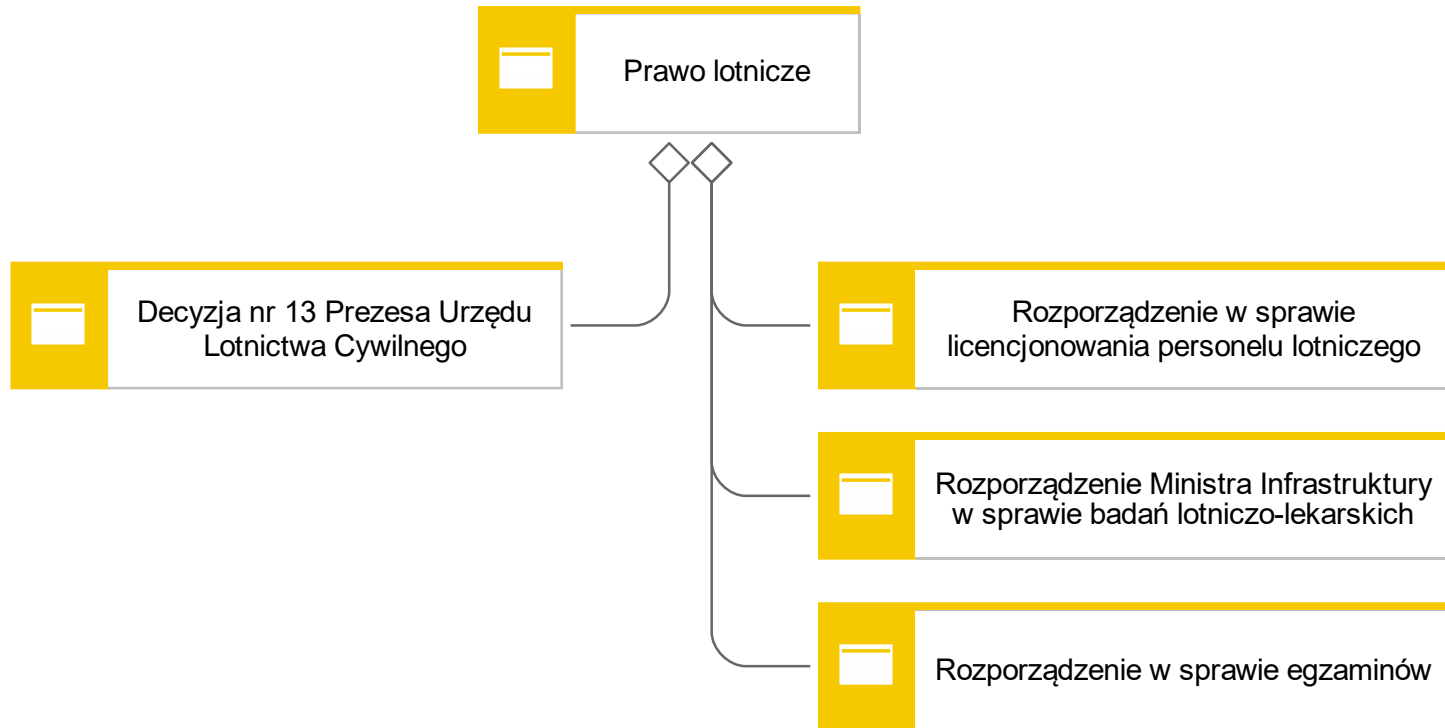 Prawo lotnicze
Decyzja nr 13 Prezesa Urzędu
Lotnictwa Cywilnego
Rozporządzenie w sprawie
licencjonowania personelu lotniczego
Rozporządzenie Ministra Infrastruktury
w sprawie badań lotniczo-lekarskich
Rozporządzenie w sprawie egzaminów